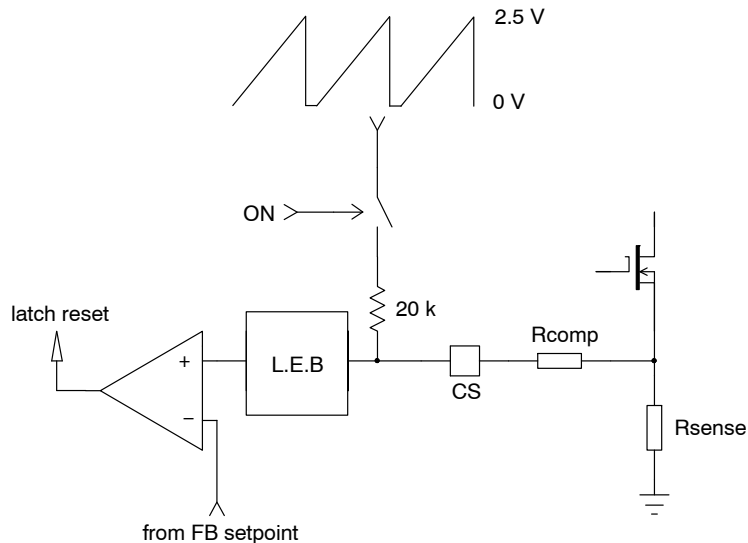 2.5 V
0 V
ON
20 k
latch reset
+
L.E.B
Rcomp
CS
−
Rsense
from FB setpoint